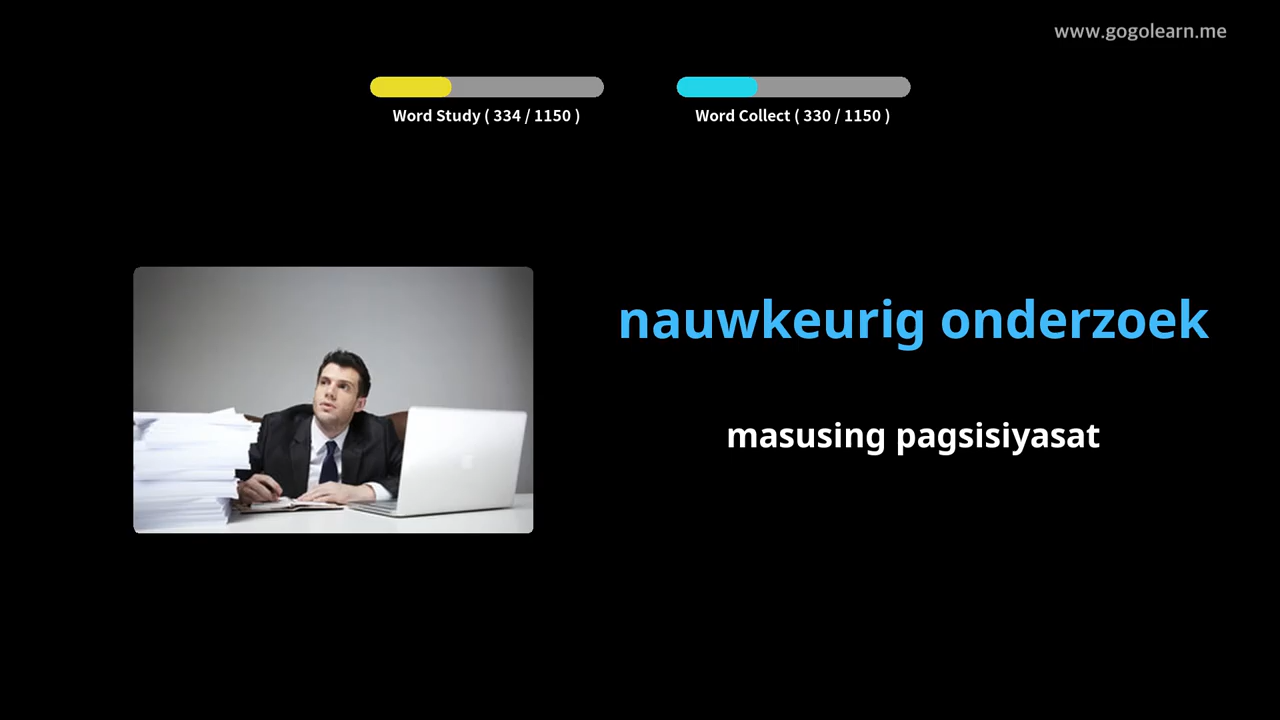 www.gogolearn.me
Word Study ( 334 / 1150 )
Word Collect ( 330 / 1150 )
nauwkeurig onderzoek
masusing pagsisiyasat